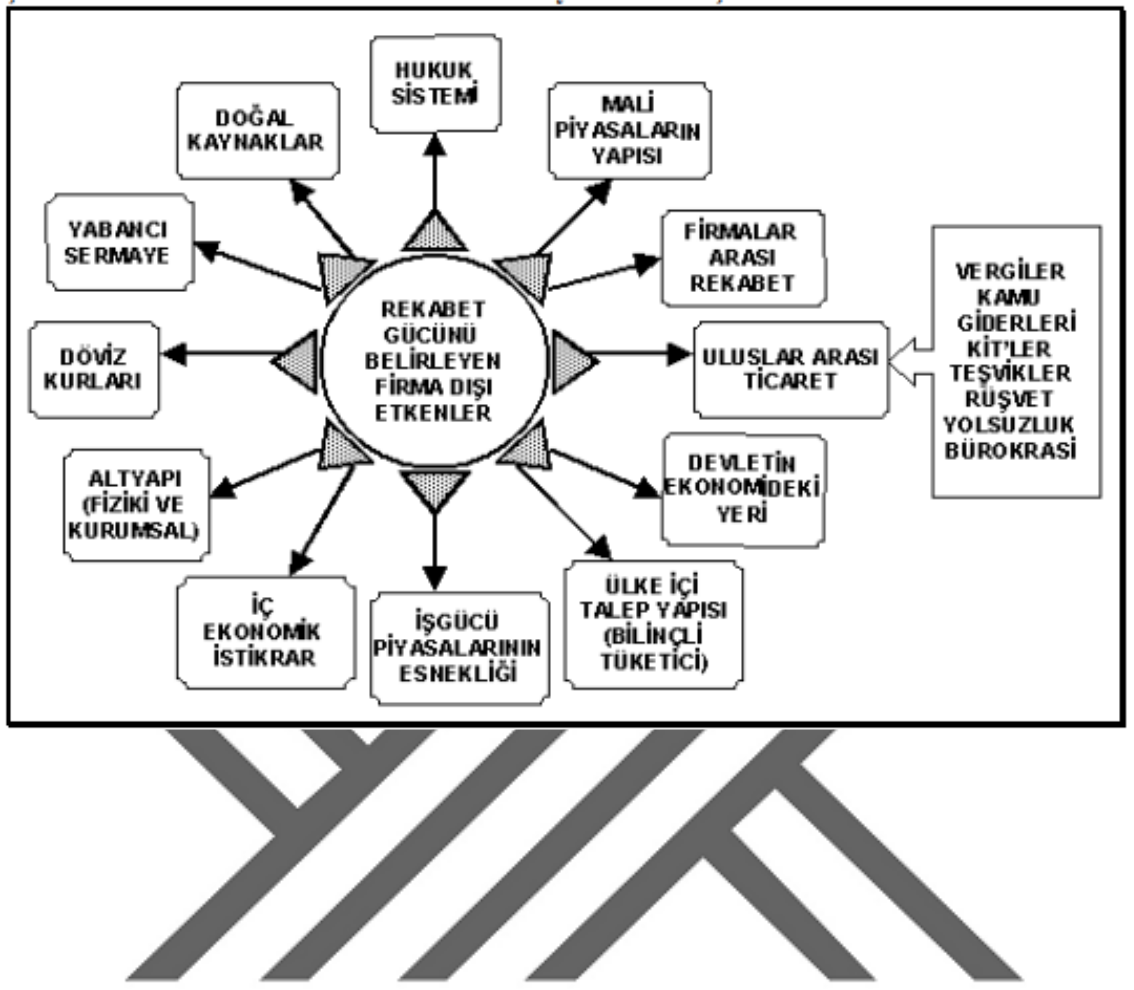 HUKUK
SİSTEMİ
MALİ
PİYASALARIN
YAPISI
DOĞAL
KAYNAKLAR
YABANCI
SERMAYE
FİRMALAR
ARASI
REKABET
VERGİLER
KAMU
GİDERLERİ
KİT'LER
TEŞVİKLER
RÜŞVET
YOLSUZLUK
BÜROKRASİ
REKABET
GÜCÜNÜ
BELİRLEYEN
FİRMA DIŞI
ETKENLER
DÖVİZ
KURLARI
ULUSLAR ARASI
TİCARET
ALTYAPI
(FİZİKİ VE
KURUMSAL)
DEVLETİN
EKONOMİDEKİ
YERİ
İÇ
EKONOMİK
İSTİKRAR
İŞGÜCÜ
PİYASALARININ
ESNEKLİĞİ
ÜLKE İÇİ
TALEP YAPISI
(BİLİNÇLİ
TÜKETİCİ)